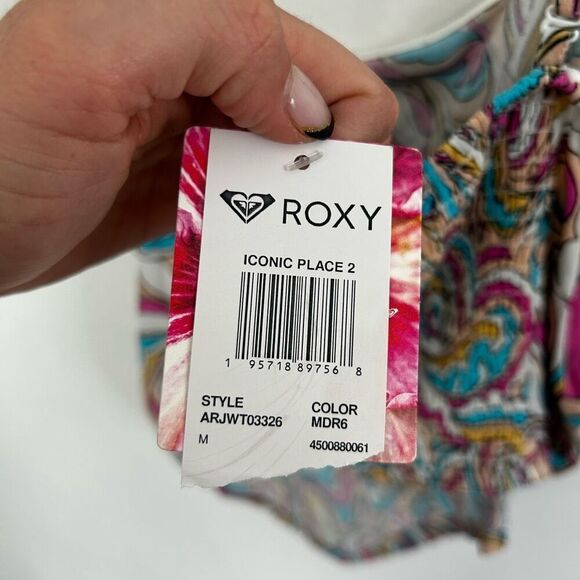 ROXY
ICONIC PLACE 2
1 95718 89756 8
STYLE COLOR
ARJWT03326 MDR6
M 4500880061